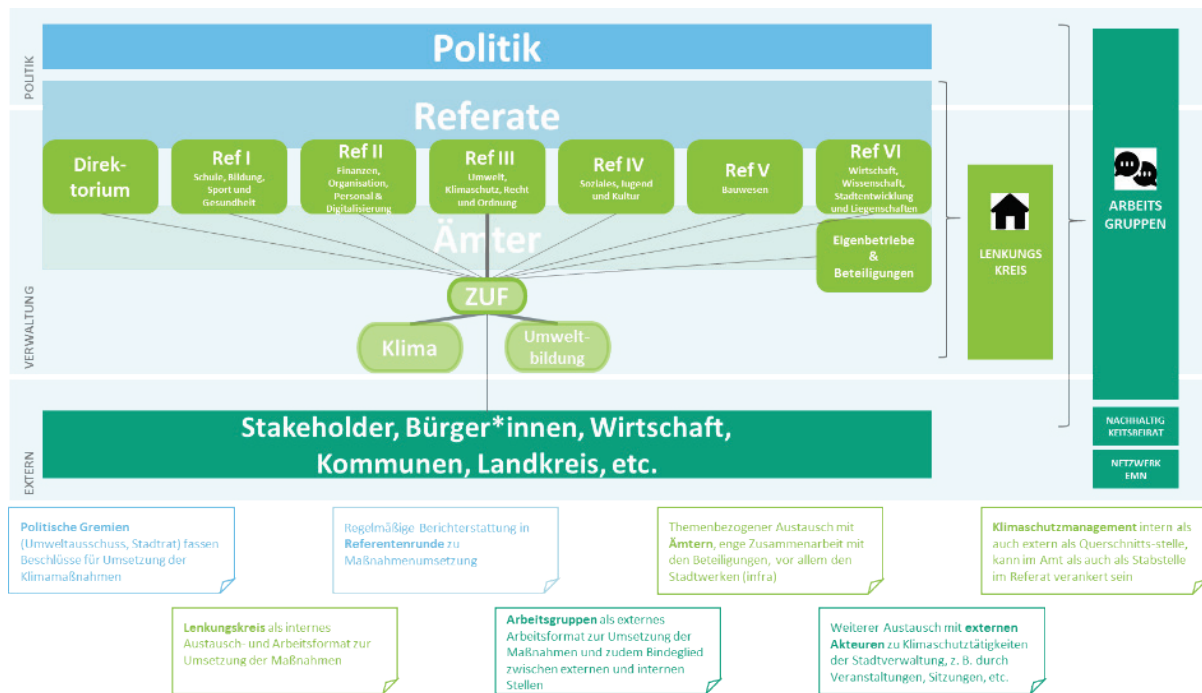 POLITIK
Politik
Referate
Direk-
torium
Ref I
Schule, Bildung,
Sport und
Gesundheit
Ref II
Finanzen,
Organisation,
Personal &
Digitalisierung
Ref III
Umwelt,
Klimaschutz, Recht
und Ordnung
Ref IV
Soziales, Jugend
und Kultur
Ref V
Bauwesen
Ref VI
Wirtschaft,
Wissenschaft,
Stadtentwicklung
und Liegenschaften
Ämter
Eigenbetriebe
&
Beteiligungen
VERWALTUNG
ZUF
Klima
Umwelt-
bildung
LENKUNGS
KREIS
ARBEITS
GRUPPEN
EXTERN
Stakeholder, Bürger*innen, Wirtschaft,
Kommunen, Landkreis, etc.
NACHHALTIG
KEITSBEIRAT
NETZWERK
EMN
Politische Gremien
(Umweltausschuss, Stadtrat) fassen
Beschlüsse für Umsetzung der
Klimamaßnahmen
Regelmäßige Berichterstattung in
Referentenrunde zu
Maßnahmenumsetzung
Themenbezogener Austausch mit
Ämtern, enge Zusammenarbeit mit
den Beteiligungen, vor allem den
Stadtwerken (infra)
Klimaschutzmanagement intern als
auch extern als Querschnitts-stelle,
kann im Amt als auch als Stabstelle
im Referat verankert sein
Lenkungskreis als internes
Austausch- und Arbeitsformat zur
Umsetzung der Maßnahmen
Arbeitsgruppen als externes
Arbeitsformat zur Umsetzung der
Maßnahmen und zudem Bindeglied
zwischen externen und internen
Stellen
Weiterer Austausch mit externen
Akteuren zu Klimaschutztätigkeiten
der Stadtverwaltung, z. B. durch
Veranstaltungen, Sitzungen, etc.